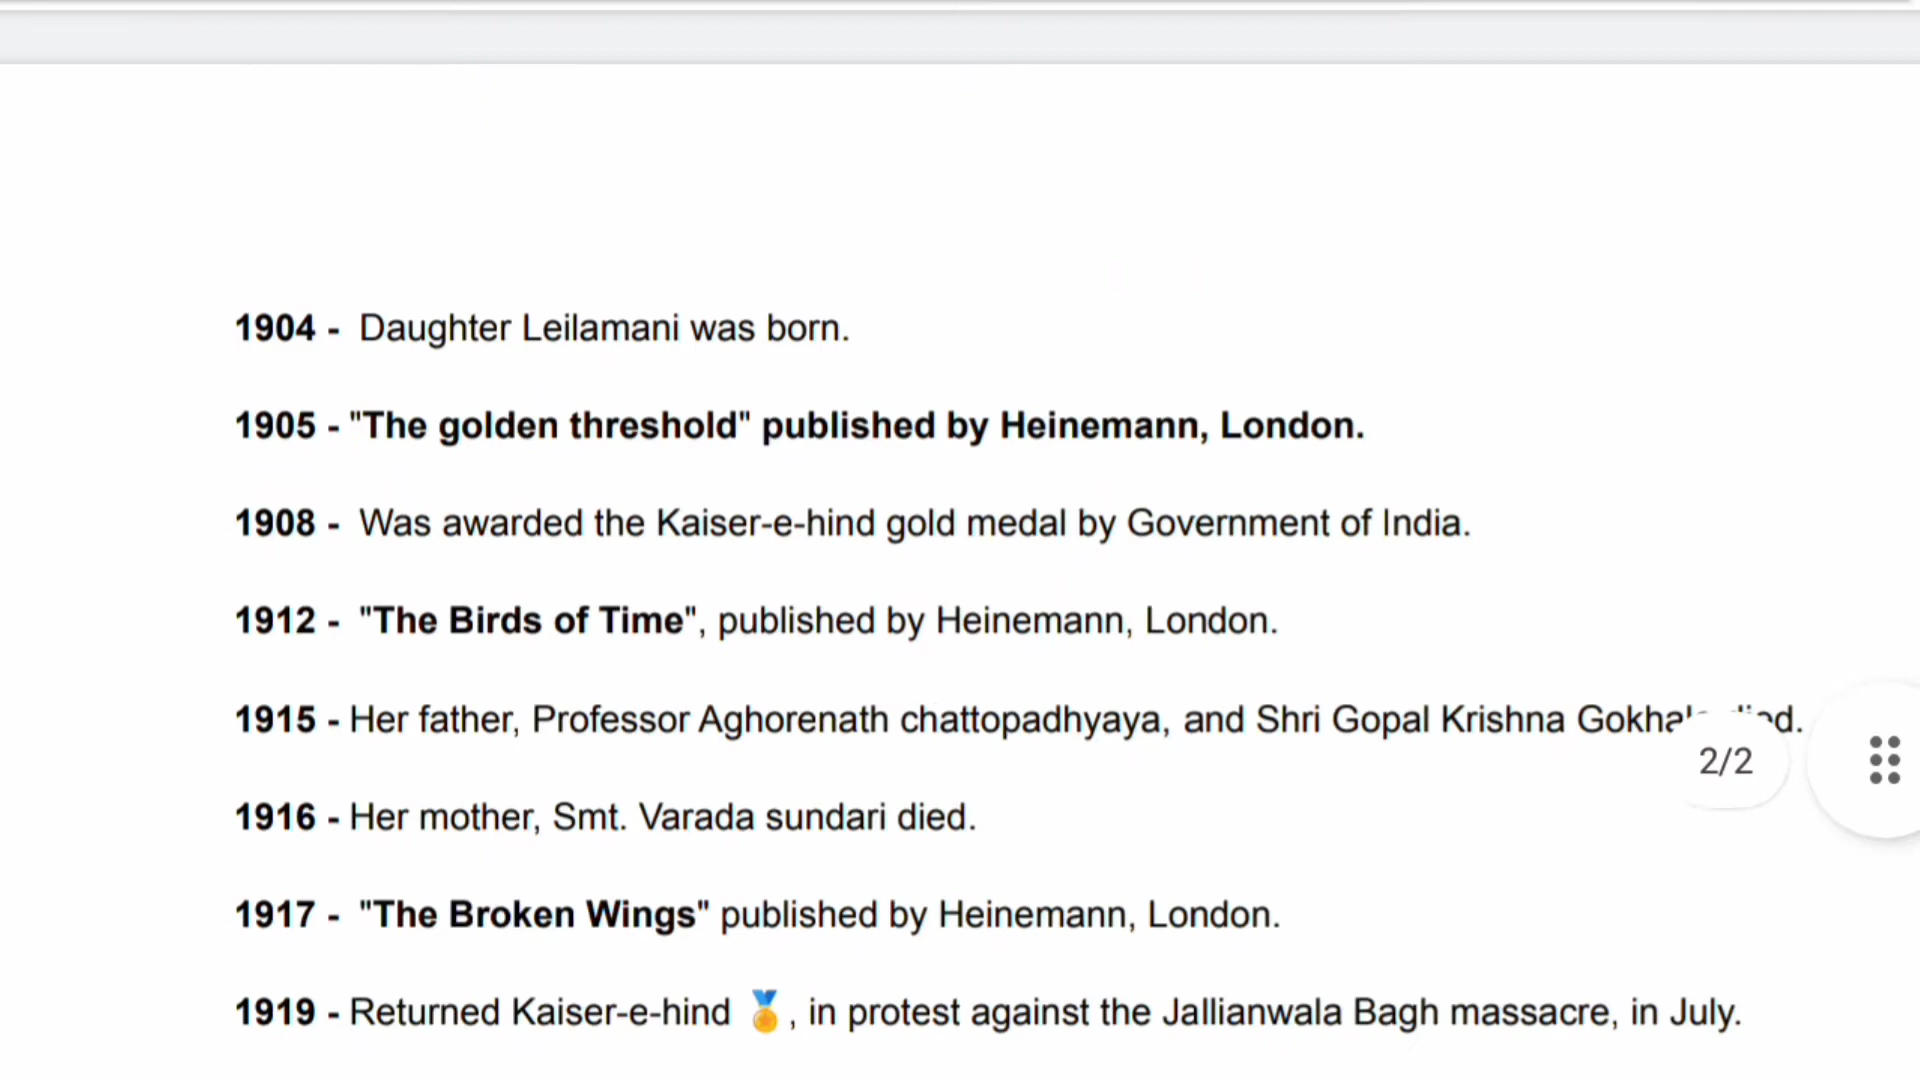 1904 - Daughter Leilamani was born.
1905 - "The golden threshold" published by Heinemann, London.
1908 - Was awarded the Kaiser-e-hind gold medal by Government of India.
1912 - "The Birds of Time", published by Heinemann, London.
1915 - Her father, Professor Aghorenath chattopadhyaya, and Shri Gopal Krishna Gokhale died.
2/2
1916 - Her mother, Smt. Varada sundari died.
1917 - "The Broken Wings" published by Heinemann, London.
1919 - Returned Kaiser-e-hind 🏅, in protest against the Jallianwala Bagh massacre, in July.